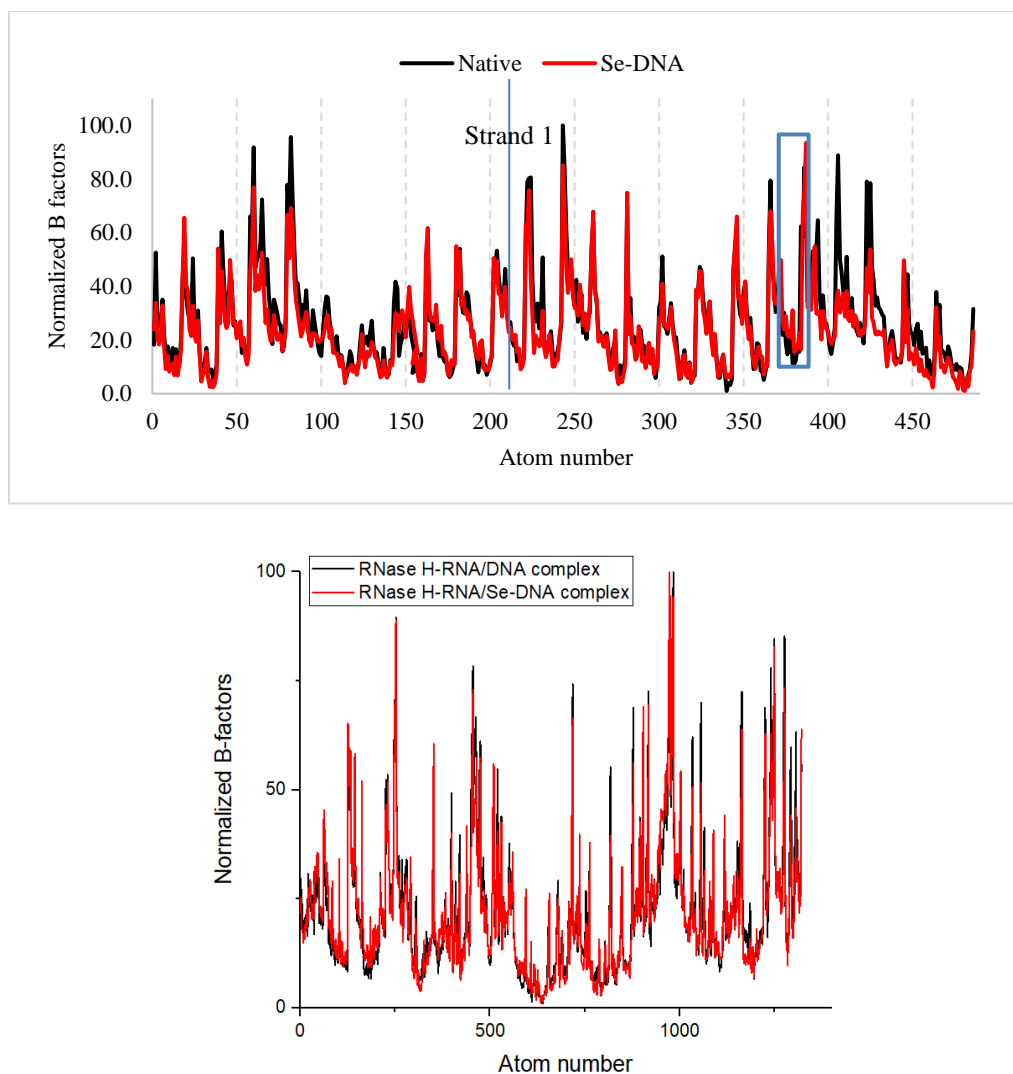 Native Se-DNA
Strand 1
Normalized B factors
100.0
80.0
60.0
40.0
20.0
0.0
0 50 100 150 200 250 300 350 400 450
Atom number
RNase H-RNA/DNA complex
RNase H-RNA/Se-DNA complex
Normalized B-factors
100
50
0
0 500 1000
Atom number